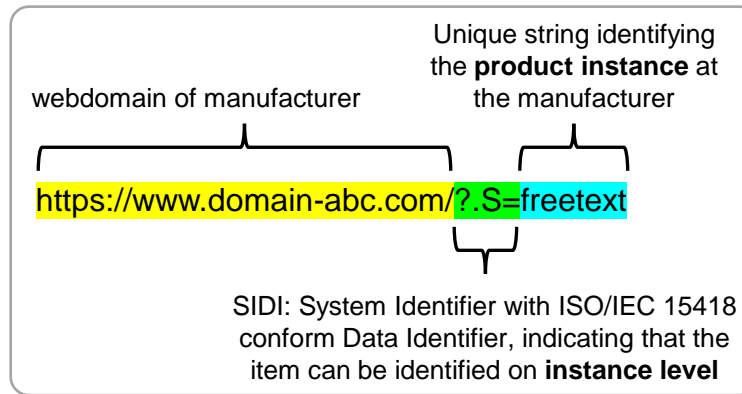 Unique string identifying
the product instance at
the manufacturer
webdomain of manufacturer
https://www.domain-abc.com/?.S=freetext
SIDI: System Identifier with ISO/IEC 15418
conform Data Identifier, indicating that the
item can be identified on instance level